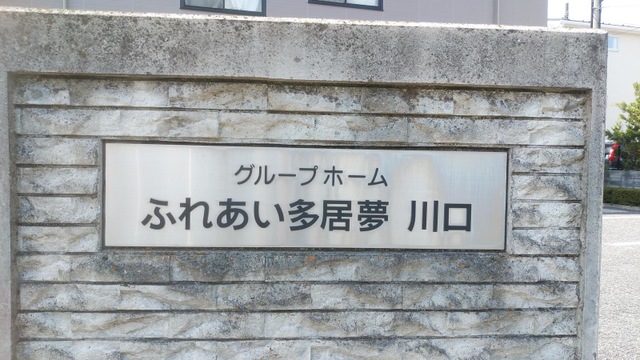 グループホーム
ふれあい多居夢 川口